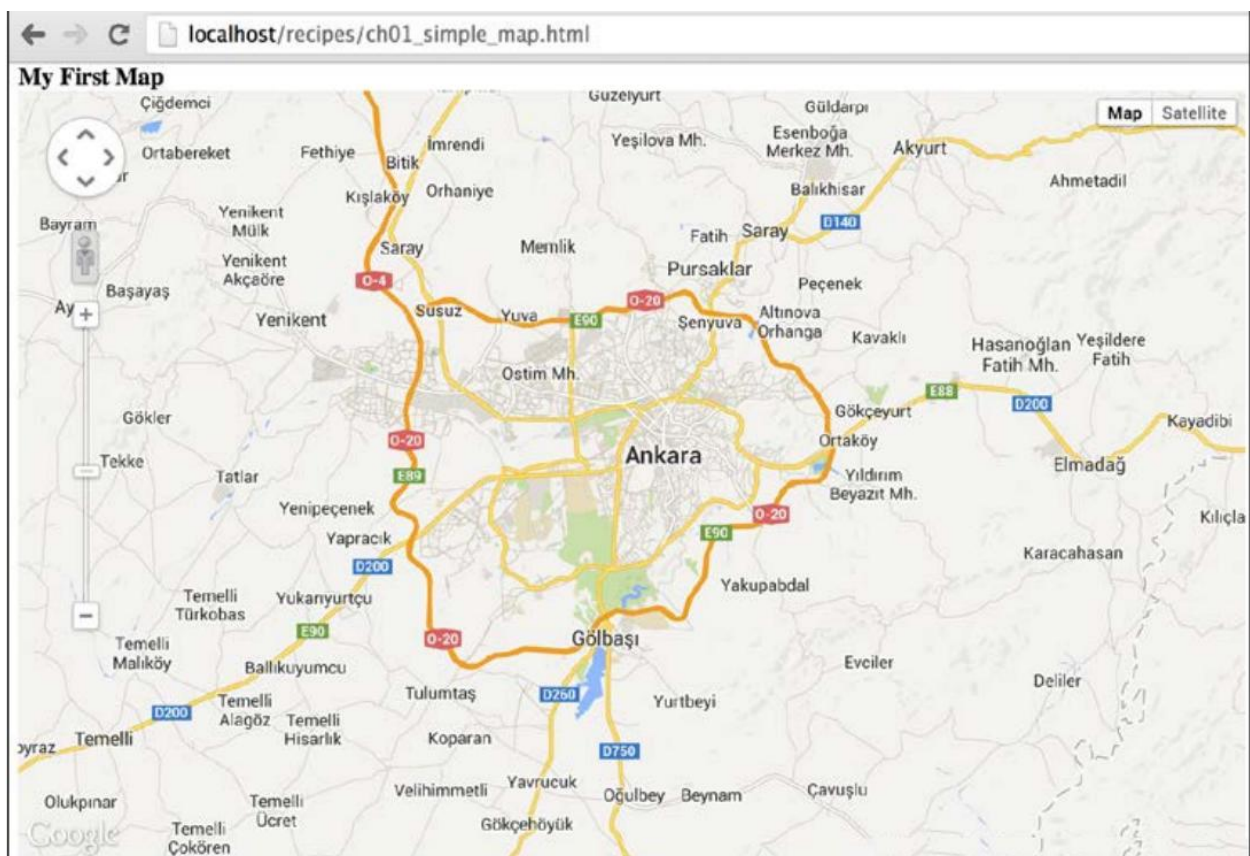 localhost/recipes/ch01_simple_map.html
My First Map
Map Satellite
Çiğdemci
Güzelyurt
Güldarpı
Ortabereket
Fethiye
Bitik
İmrendi
Yeşilova Mh.
Esenboğa
Merkez Mh.
Akyurt
Kışlaköy
Orhaniye
Balıkhisar
Ahmetadil
Bayram
Yenikent
Mülk
Saray
Memlik
Fatih
Saray
D140
Yenikent
Akçaöre
O-4
Pursaklar
Peçenek
Başayaş
Yenikent
Susuz
Yuva
E90
O-20
Şenyuva
Altınova
Orhanga
Kavaklı
Hasanoğlan
Fatih Mh.
Yeşildere
Fatih
Ostim Mh.
E88
D200
Gökler
Gökçeyurt
Kayadibi
O-20
Ortaköy
Tekke
Tatlar
E89
Ankara
Elmadağ
Yıldırım
Beyazıt Mh.
Yenipeçenek
O-20
Yapracık
E90
Karacahasan
D200
Yakupabdal
Temelli
Türkobas
Yukarıyurtçu
E90
O-20
Gölbaşı
Temelli
Malıköy
Ballıkuyumcu
Evciler
Deliler
Tulumtaş
D260
Yurtbeyi
D200
Temelli
Alagöz
Temelli
Hisarlık
Temelli
Koparan
D750
Velihimmetli
Yavrucuk
Oğulbey
Beynam
Çavuşlu
Olukpınar
Temelli
Ücret
Gökçehöyük
Google
Temelli
Çokören